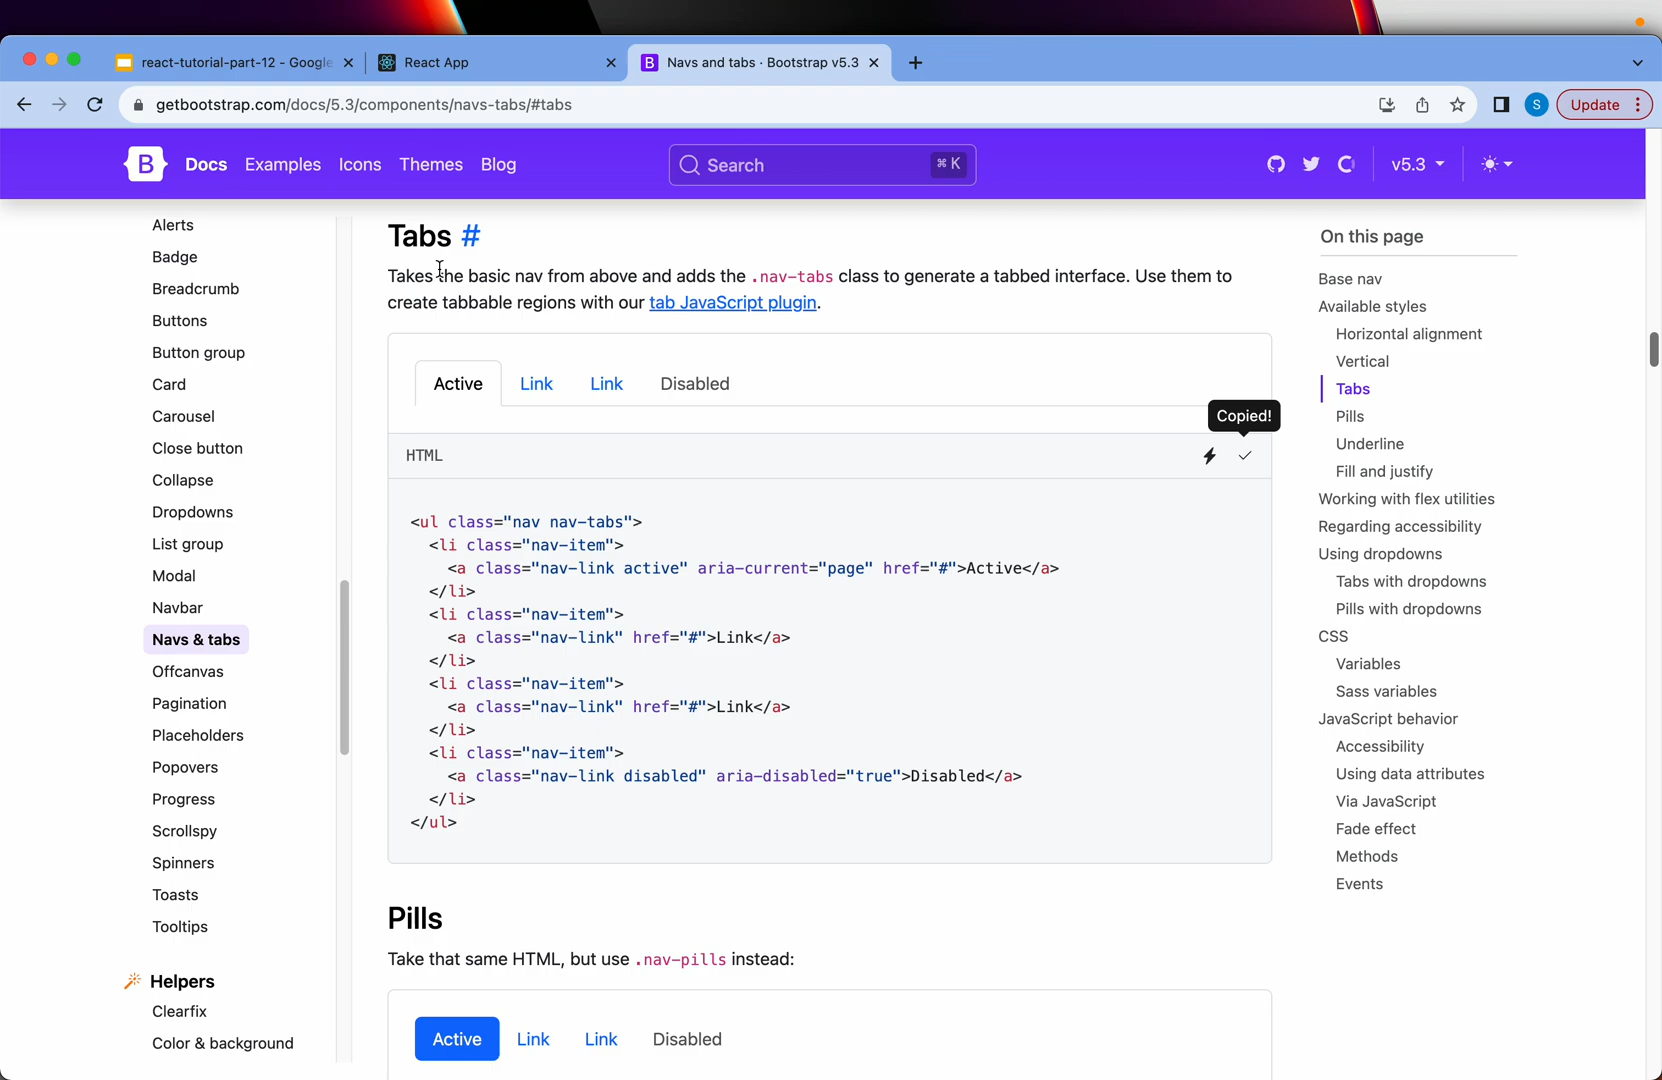 react-tutorial-part-12 - Google
React App
Navs and tabs · Bootstrap v5.3
getbootstrap.com/docs/5.3/components/navs-tabs/#tabs
S
Update
B
Docs
Examples
Icons
Themes
Blog
Search
⌘ K
v5.3
Alerts
Badge
Breadcrumb
Buttons
Button group
Card
Carousel
Close button
Collapse
Dropdowns
List group
Modal
Navbar
Navs & tabs
Offcanvas
Pagination
Placeholders
Popovers
Progress
Scrollspy
Spinners
Toasts
Tooltips
Helpers
Clearfix
Color & background
Tabs #
Takes the basic nav from above and adds the .nav-tabs class to generate a tabbed interface. Use them to
create tabbable regions with our tab JavaScript plugin.
Active Link Link Disabled
Copied!
HTML
<ul class="nav nav-tabs">
<li class="nav-item">
<a class="nav-link active" aria-current="page" href="#">Active</a>
</li>
<li class="nav-item">
<a class="nav-link" href="#">Link</a>
</li>
<li class="nav-item">
<a class="nav-link" href="#">Link</a>
</li>
<li class="nav-item">
<a class="nav-link disabled" aria-disabled="true">Disabled</a>
</li>
</ul>
Pills
Take that same HTML, but use .nav-pills instead:
Active Link Link Disabled
On this page
Base nav
Available styles
Horizontal alignment
Vertical
Tabs
Pills
Underline
Fill and justify
Working with flex utilities
Regarding accessibility
Using dropdowns
Tabs with dropdowns
Pills with dropdowns
CSS
Variables
Sass variables
JavaScript behavior
Accessibility
Using data attributes
Via JavaScript
Fade effect
Methods
Events